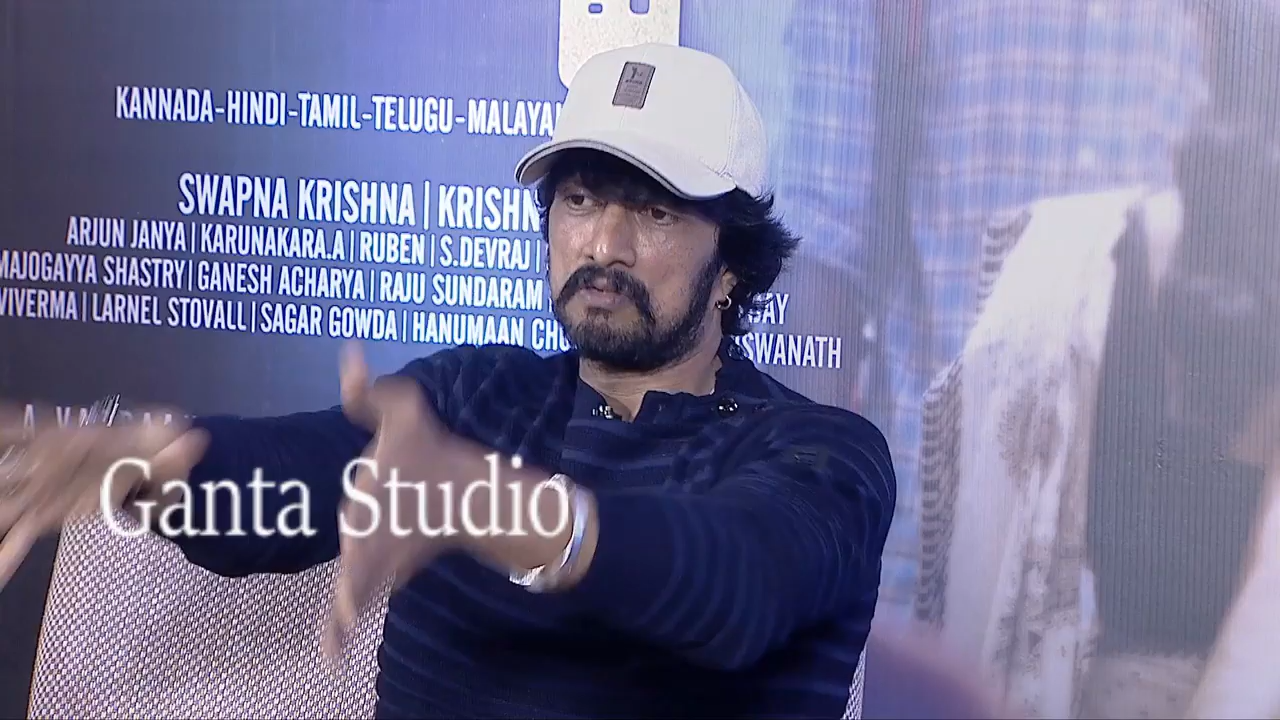 KANNADA-HINDI-TAMIL-TELUGU-MALAYA
SWAPNA KRISHNA | KRISHN
ARJUN JANYA | KARUNAKARA.A | RUBEN | S.DEVRAJ |
MAJOGAYYA SHASTRY | GANESH ACHARYA | RAJU SUNDARAM
VIVERMA | LARNEL STOVALL | SAGAR GOWDA | HANUMAAN CHO
ISWANATH
Ganta Studio